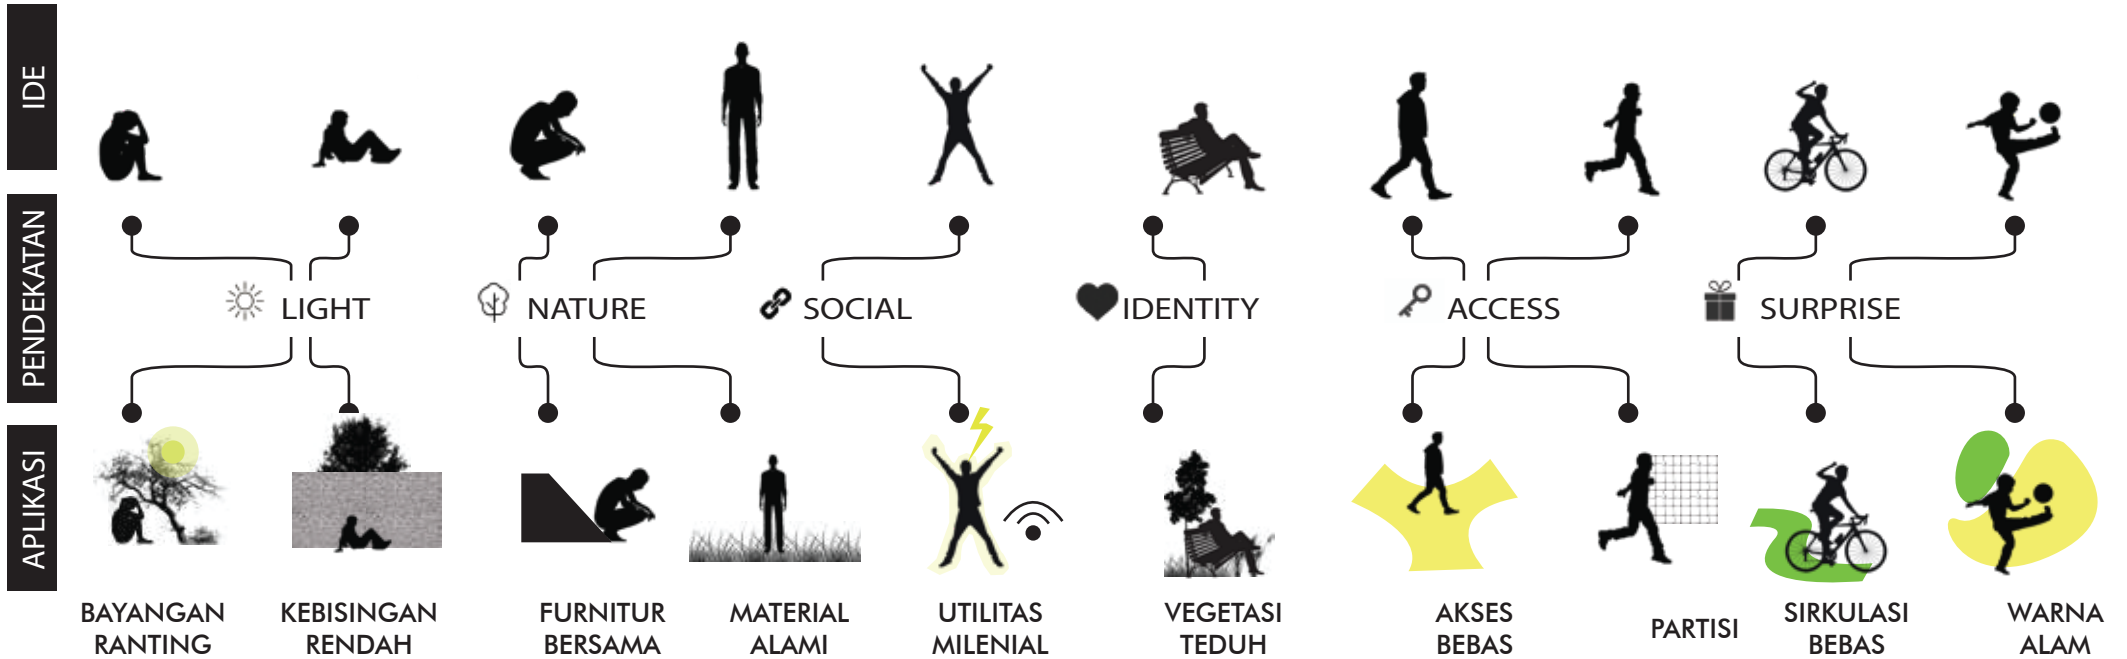 IDE
PENDEKATAN
LIGHT
NATURE
SOCIAL
IDENTITY
ACCESS
SURPRISE
APLIKASI
BAYANGAN
RANTING
KEBISINGAN
RENDAH
FURNITUR
BERSAMA
MATERIAL
ALAMI
UTILITAS
MILENIAL
VEGETASI
TEDUH
AKSES
BEBAS
PARTISI
SIRKULASI
BEBAS
WARNA
ALAM